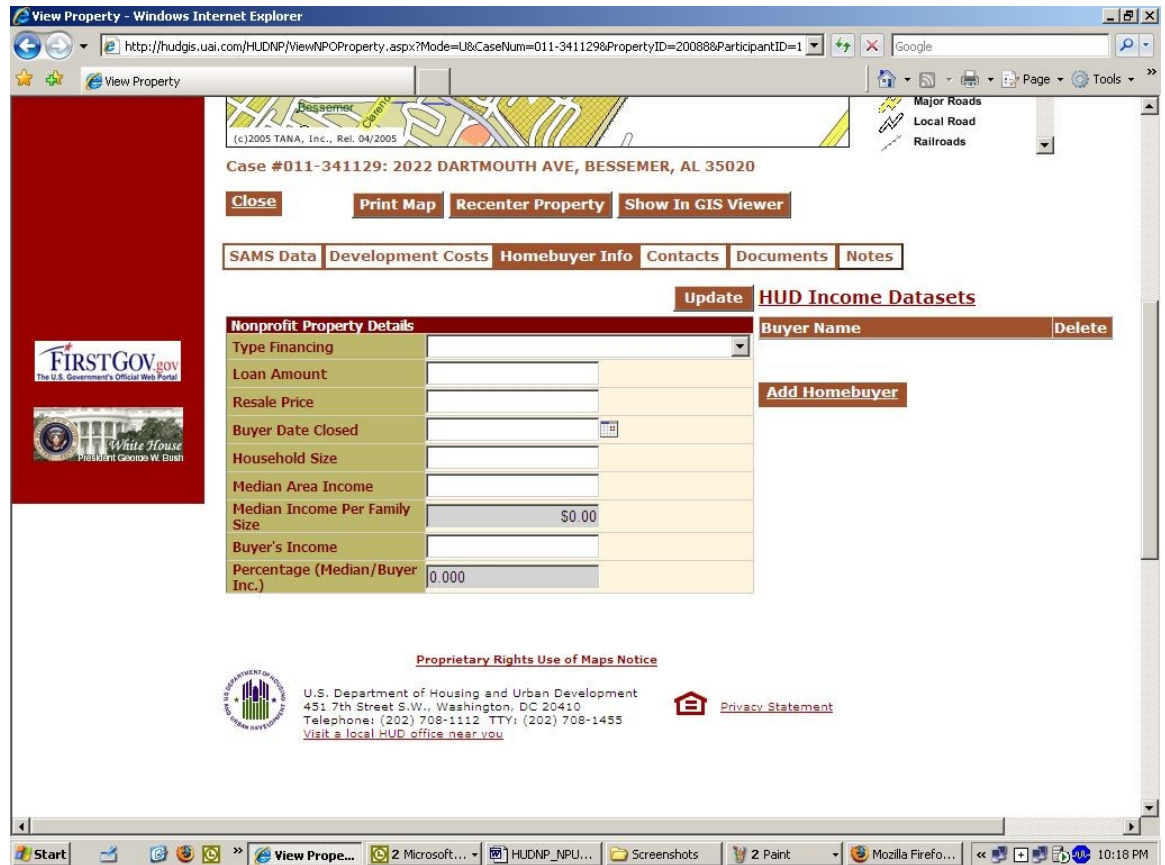 View Property - Windows Internet Explorer
http://hudgis.uai.com/HUDNP/ViewNPOProperty.aspx?Mode=U&CaseNum=011-341129&PropertyID=20088&ParticipantID=1
Google
View Property
Page
Tools
Bessemer
(c)2005 TANA, Inc., Rel. 04/2005
Major Roads
Local Road
Railroads
Case #011-341129: 2022 DARTMOUTH AVE, BESSEMER, AL 35020
Close Print Map Recenter Property Show In GIS Viewer
SAMS Data Development Costs Homebuyer Info Contacts Documents Notes
Update HUD Income Datasets
Nonprofit Property Details
Buyer Name Delete
Type Financing
Loan Amount
Add Homebuyer
Resale Price
Buyer Date Closed
Household Size
Median Area Income
Median Income Per Family Size $0.00
Buyer's Income
Percentage (Median/Buyer Inc.) 0.000
FIRSTGOV.gov
The U.S. Government's Official Web Portal
White House
President George W. Bush
Proprietary Rights Use of Maps Notice
U.S. Department of Housing and Urban Development
451 7th Street S.W., Washington, DC 20410
Telephone: (202) 708-1112 TTY: (202) 708-1455
Visit a local HUD office near you
Privacy Statement
Start » View Prope... 2 Microsoft... HUDNP_NPU... Screenshots 2 Paint Mozilla Firefo... « 10:18 PM